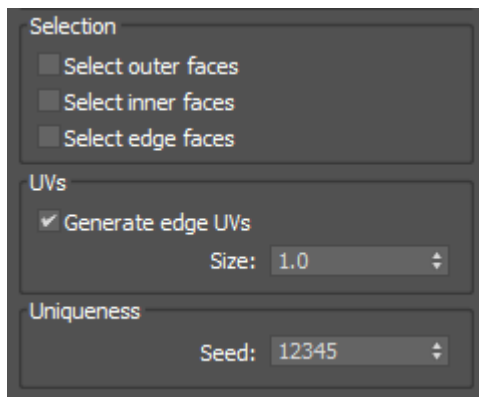 Selection
Select outer faces
Select inner faces
Select edge faces
UVs
Generate edge UVs
Size: 1.0
Uniqueness
Seed: 12345